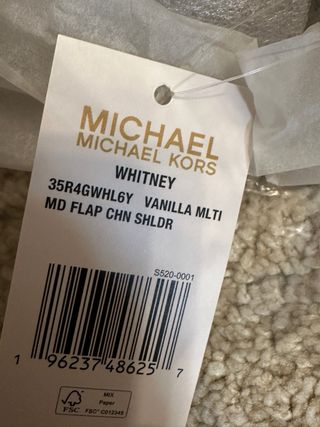 MICHAEL
MICHAEL KORS
WHITNEY
35R4GWHL6Y VANILLA MLTI
MD FLAP CHN SHLDR
S520-0001
1 96237 48625 7
FSC
MIX
Paper
FSC® C012345